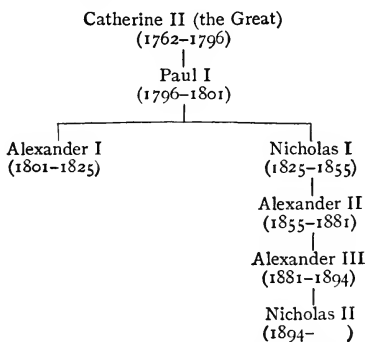 Catherine II (the Great)
(1762–1796)
Paul I
(1796–1801)
Alexander I
(1801–1825)
Nicholas I
(1825–1855)
Alexander II
(1855–1881)
Alexander III
(1881–1894)
Nicholas II
(1894– )